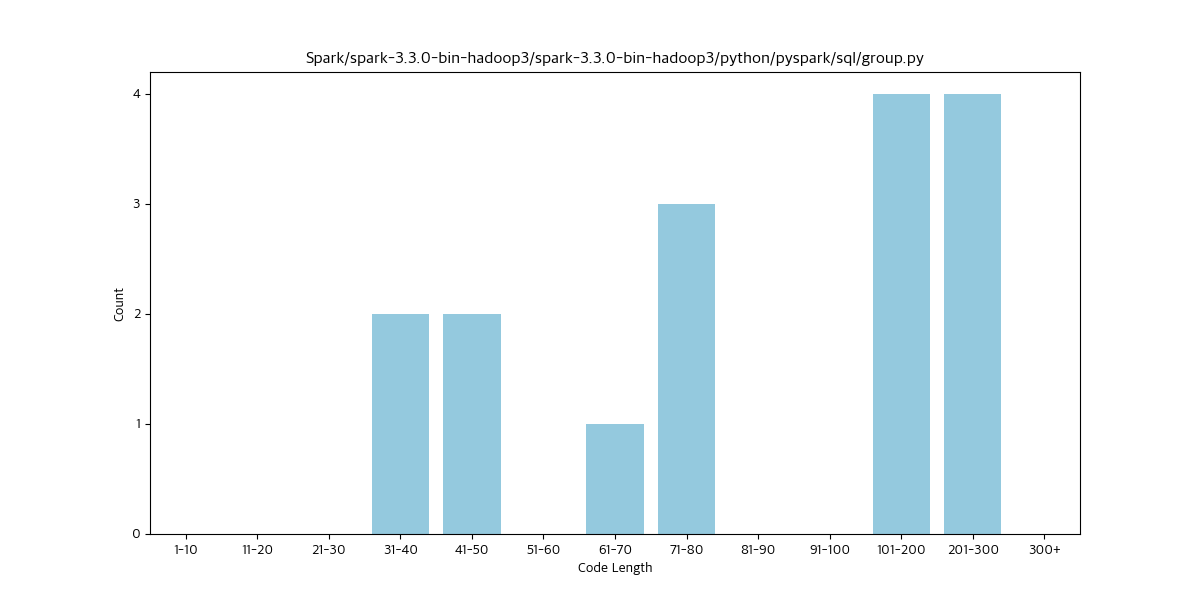 Spark/spark-3.3.0-bin-hadoop3/spark-3.3.0-bin-hadoop3/python/pyspark/sql/group.py
4
3
2
1
0
Count
1-10 11-20 21-30 31-40 41-50 51-60 61-70 71-80 81-90 91-100 101-200 201-300 300+
Code Length